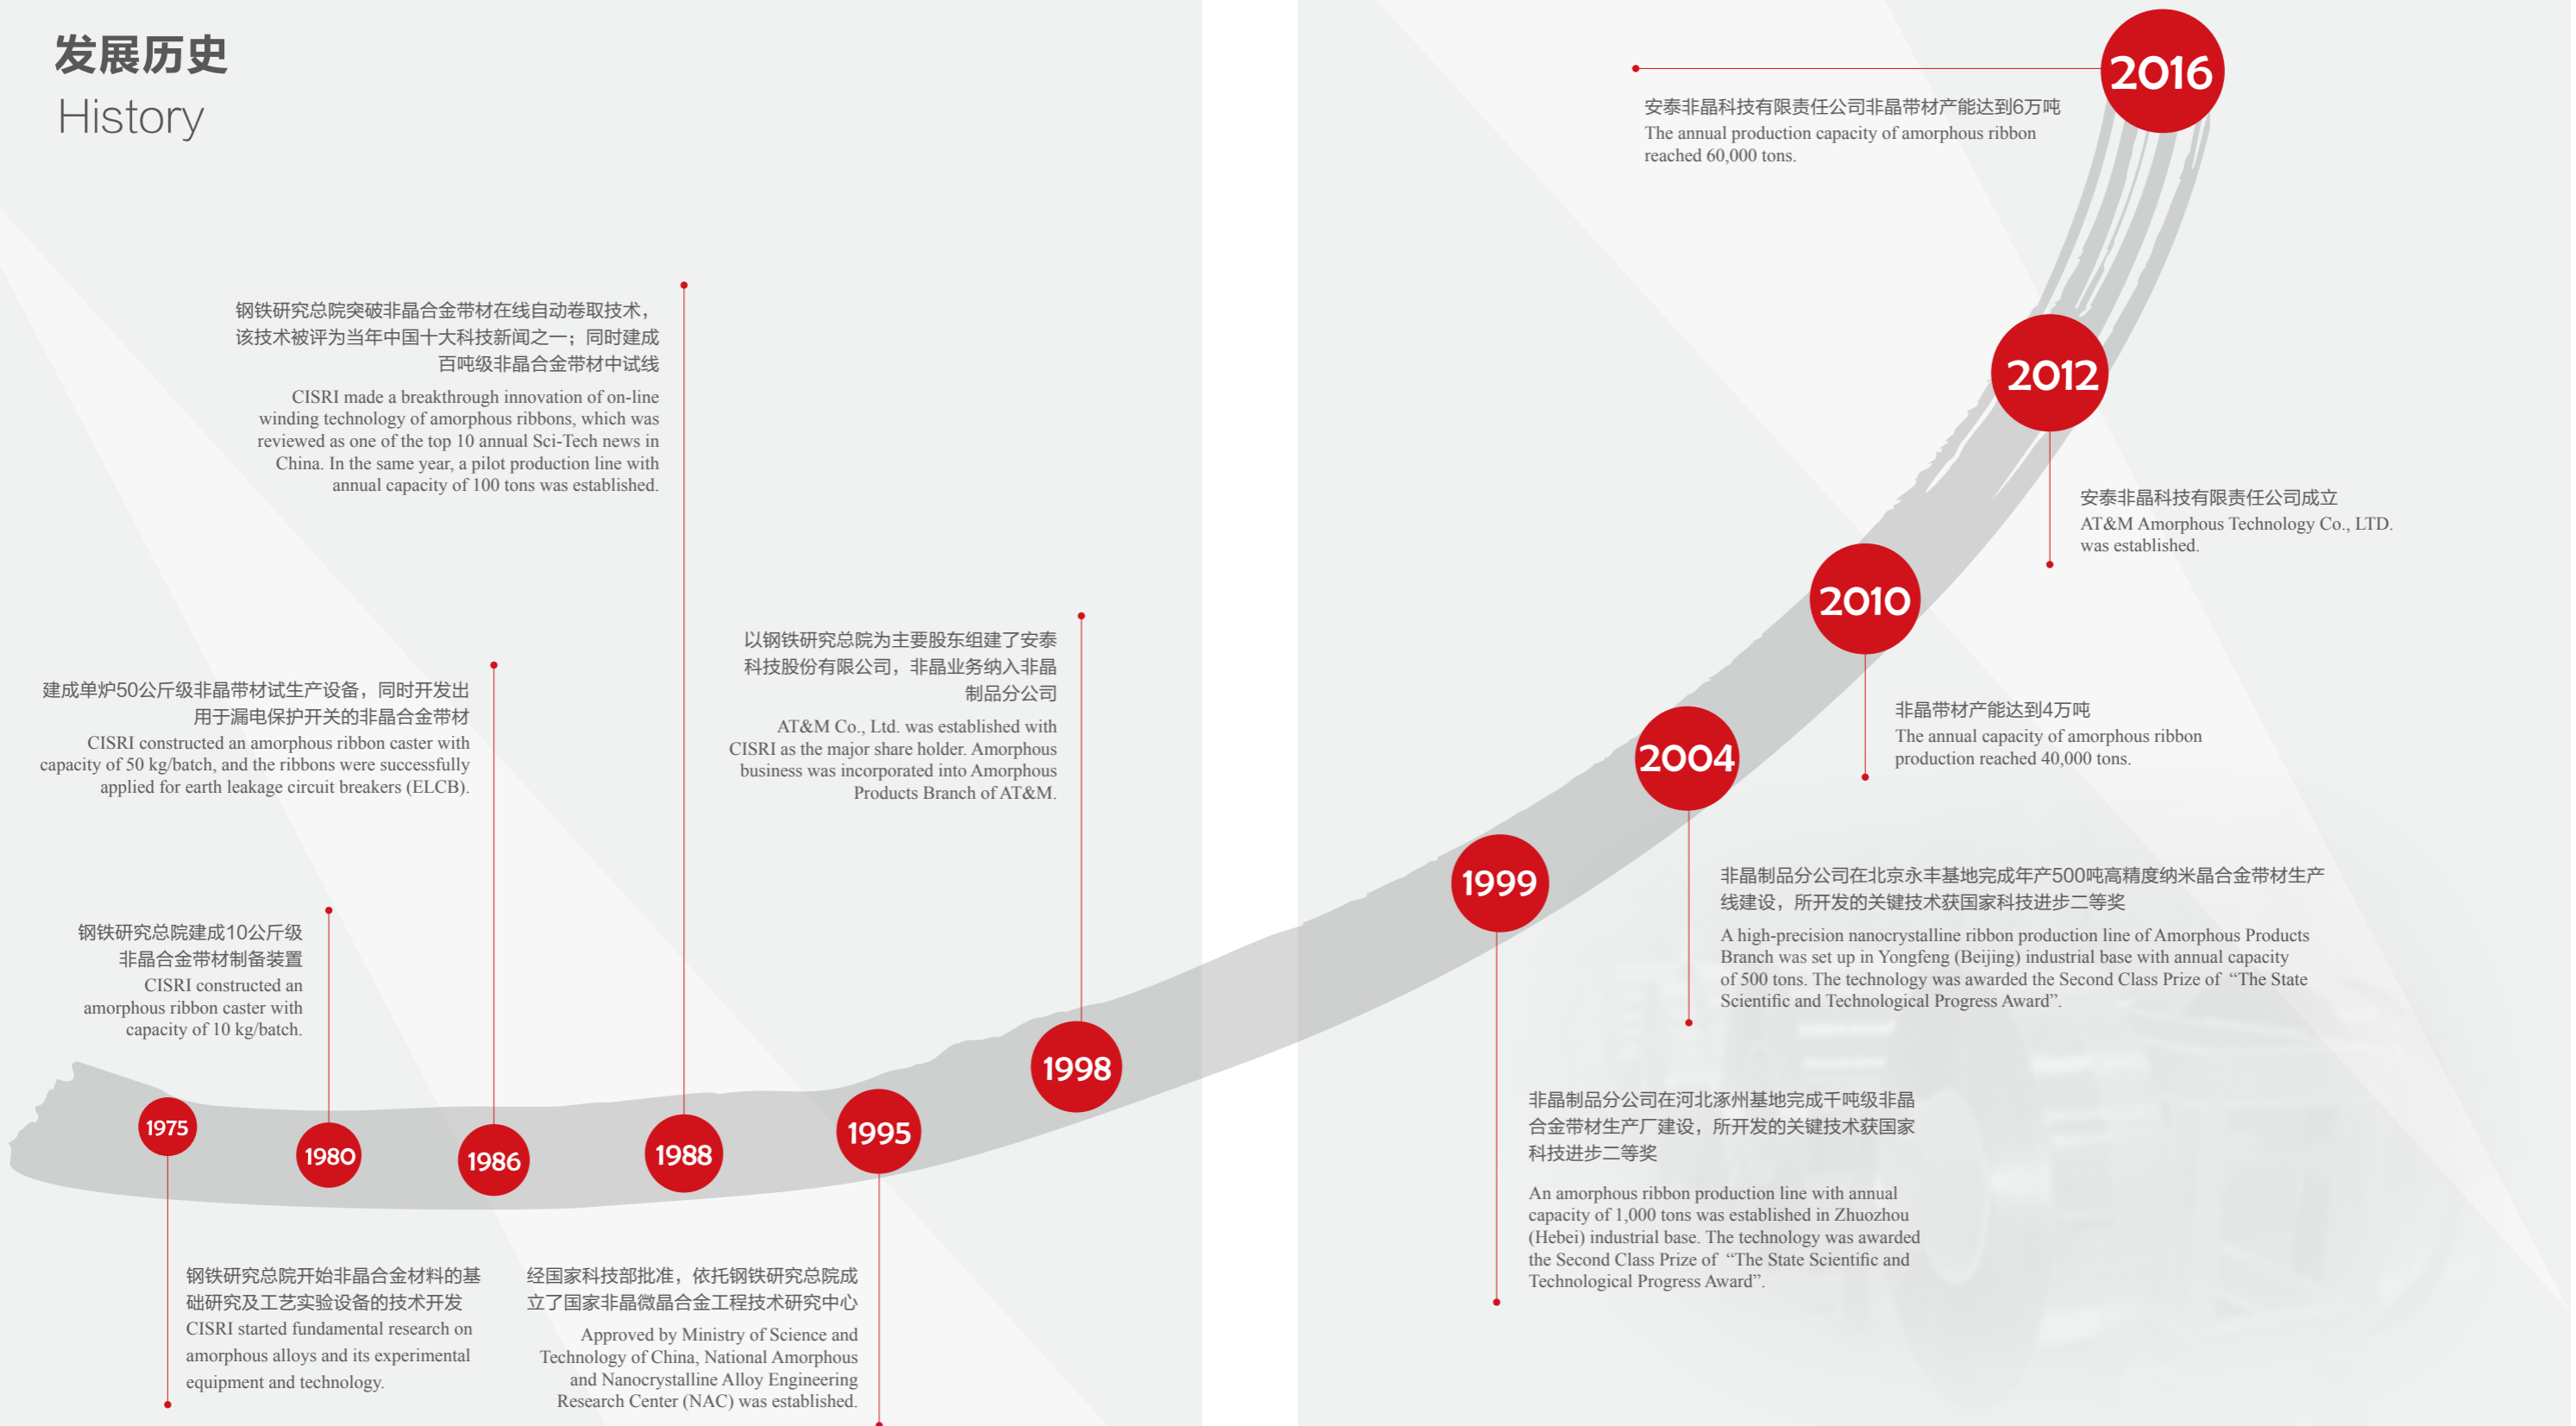 发展历史
History
1975
钢铁研究总院开始非晶合金材料的基
础研究及工艺实验设备的技术开发
CISRI started fundamental research on
amorphous alloys and its experimental
equipment and technology.
钢铁研究总院建成10公斤级
非晶合金带材制备装置
CISRI constructed an
amorphous ribbon caster with
capacity of 10 kg/batch.
1980
建成单炉50公斤级非晶带材试生产设备，同时开发出
用于漏电保护开关的非晶合金带材
CISRI constructed an amorphous ribbon caster with
capacity of 50 kg/batch, and the ribbons were successfully
applied for earth leakage circuit breakers (ELCB).
1986
钢铁研究总院突破非晶合金带材在线自动卷取技术，
该技术被评为当年中国十大科技新闻之一；同时建成
百吨级非晶合金带材中试线
CISRI made a breakthrough innovation of on-line
winding technology of amorphous ribbons, which was
reviewed as one of the top 10 annual Sci-Tech news in
China. In the same year, a pilot production line with
annual capacity of 100 tons was established.
1988
1995
经国家科技部批准，依托钢铁研究总院成
立了国家非晶微晶合金工程技术研究中心
Approved by Ministry of Science and
Technology of China, National Amorphous
and Nanocrystalline Alloy Engineering
Research Center (NAC) was established.
以钢铁研究总院为主要股东组建了安泰
科技股份有限公司，非晶业务纳入非晶
制品分公司
AT&M Co., Ltd. was established with
CISRI as the major share holder. Amorphous
business was incorporated into Amorphous
Products Branch of AT&M.
1998
1999
非晶制品分公司在河北涿州基地完成千吨级非晶
合金带材生产厂建设，所开发的关键技术获国家
科技进步二等奖
An amorphous ribbon production line with annual
capacity of 1,000 tons was established in Zhuozhou
(Hebei) industrial base. The technology was awarded
the Second Class Prize of “The State Scientific and
Technological Progress Award”.
2004
非晶制品分公司在北京永丰基地完成年产500吨高精度纳米晶合金带材生产
线建设，所开发的关键技术获国家科技进步二等奖
A high-precision nanocrystalline ribbon production line of Amorphous Products
Branch was set up in Yongfeng (Beijing) industrial base with annual capacity
of 500 tons. The technology was awarded the Second Class Prize of “The State
Scientific and Technological Progress Award”.
2010
非晶带材产能达到4万吨
The annual capacity of amorphous ribbon
production reached 40,000 tons.
2012
安泰非晶科技有限责任公司成立
AT&M Amorphous Technology Co., LTD.
was established.
2016
安泰非晶科技有限责任公司非晶带材产能达到6万吨
The annual production capacity of amorphous ribbon
reached 60,000 tons.